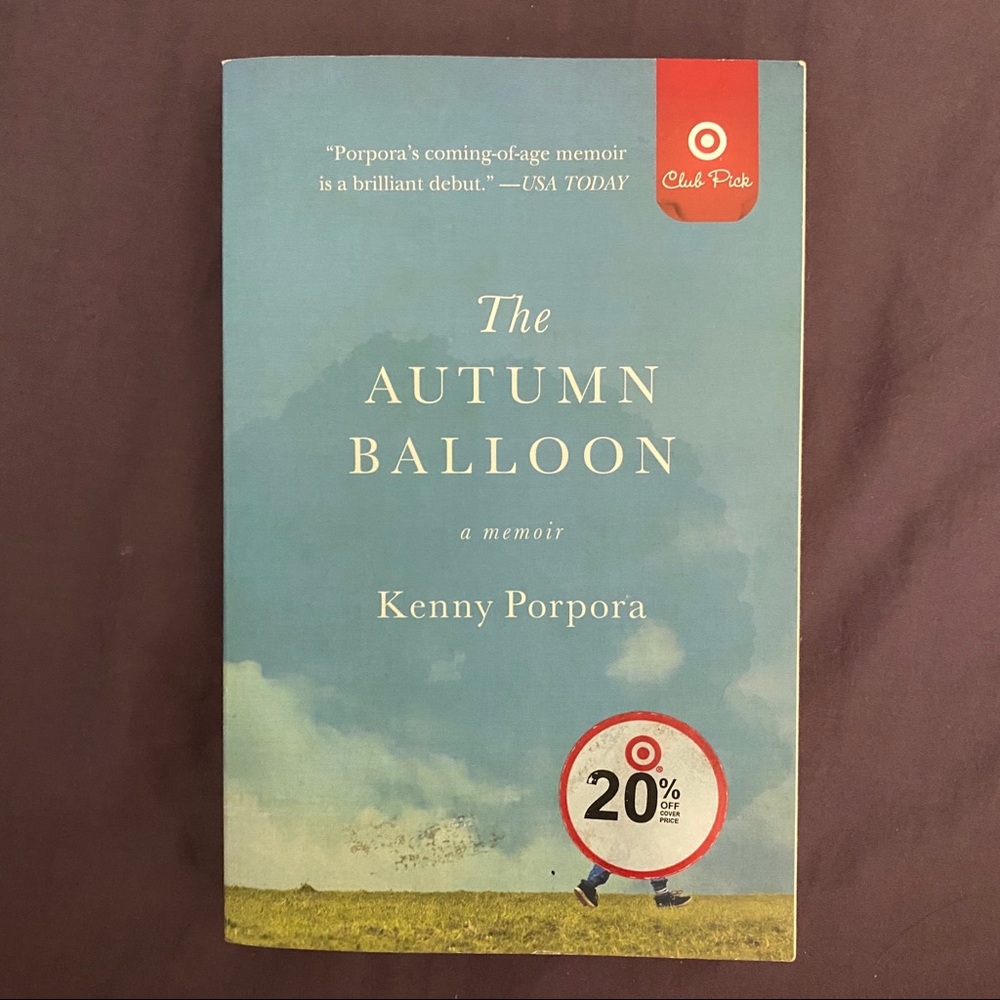 “Porpora’s coming-of-age memoir
is a brilliant debut.” —USA TODAY
Club Pick
The
AUTUMN
BALLOON
a memoir
Kenny Porpora
20%
OFF
COVER
PRICE